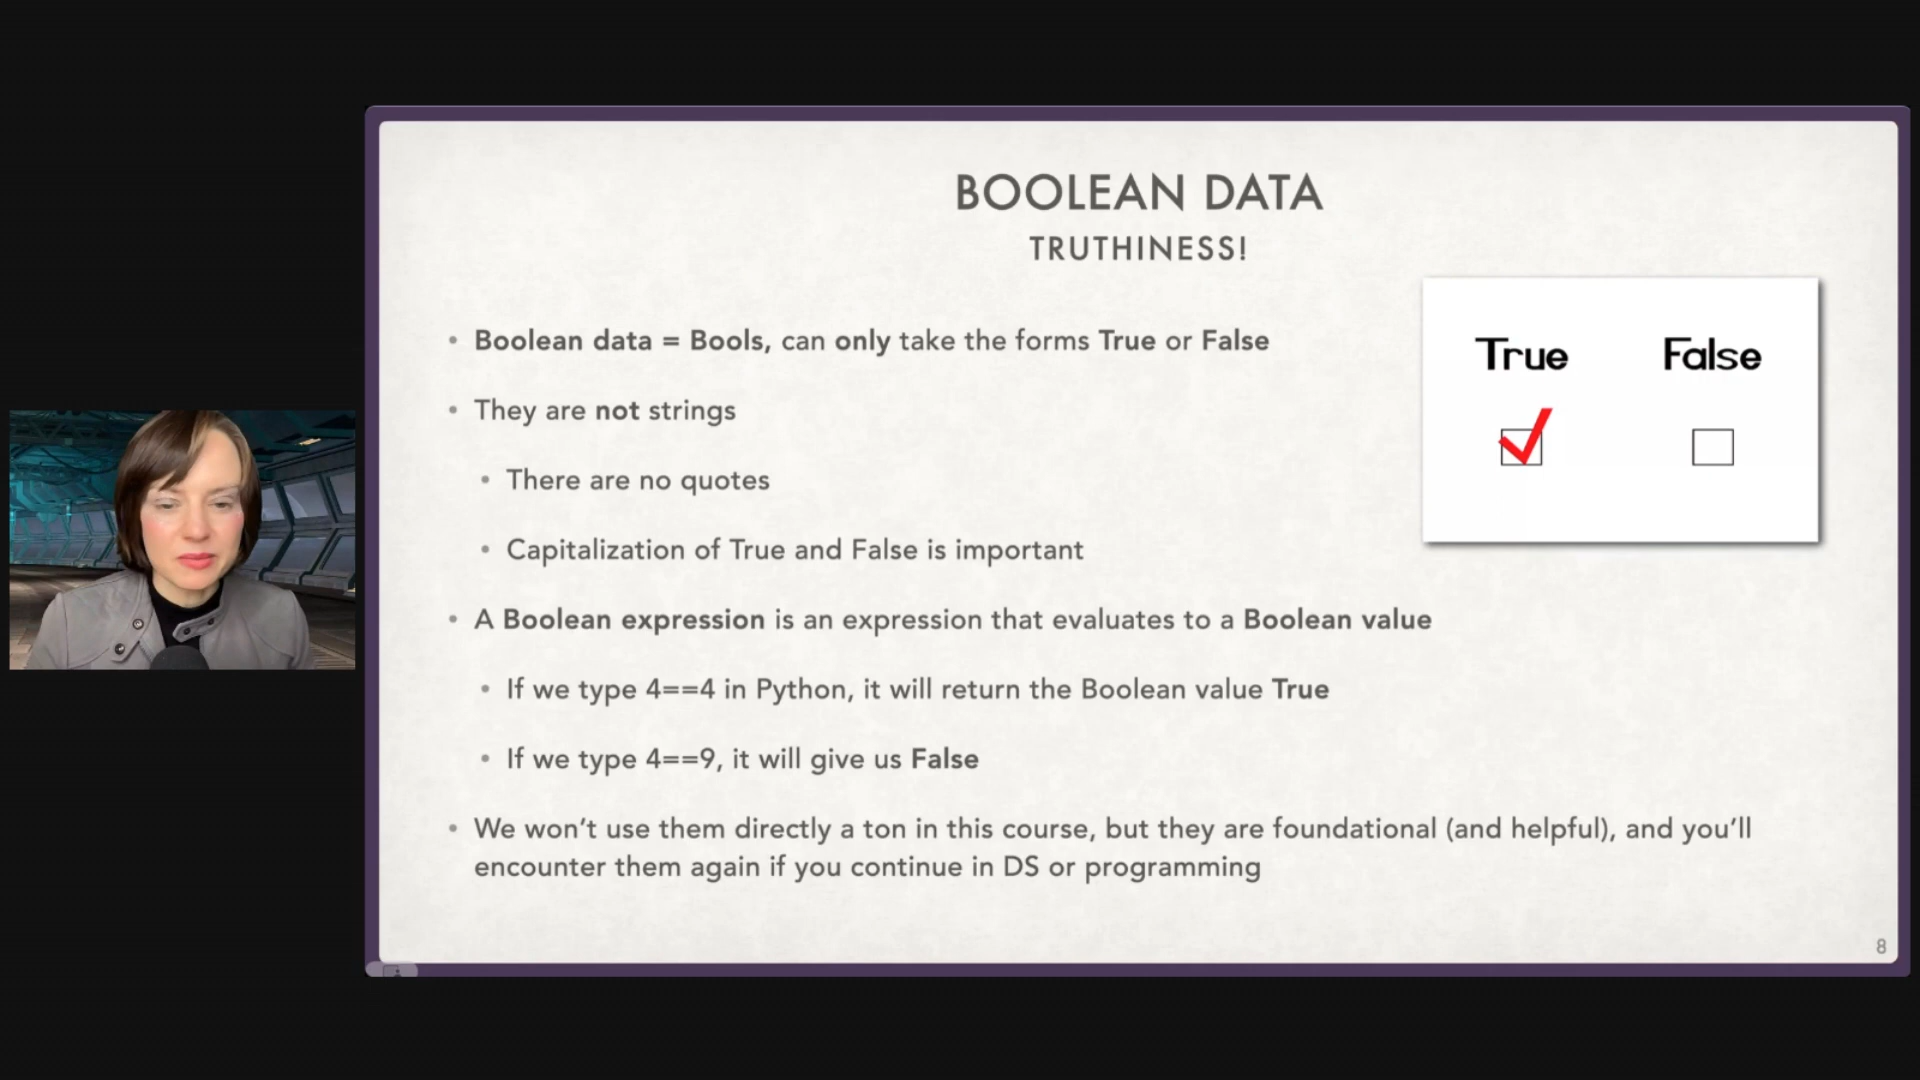 BOOLEAN DATA
TRUTHINESS!
• Boolean data = Bools, can only take the forms True or False
• They are not strings
• There are no quotes
• Capitalization of True and False is important
• A Boolean expression is an expression that evaluates to a Boolean value
• If we type 4==4 in Python, it will return the Boolean value True
• If we type 4==9, it will give us False
• We won’t use them directly a ton in this course, but they are foundational (and helpful), and you’ll
encounter them again if you continue in DS or programming
True False
8